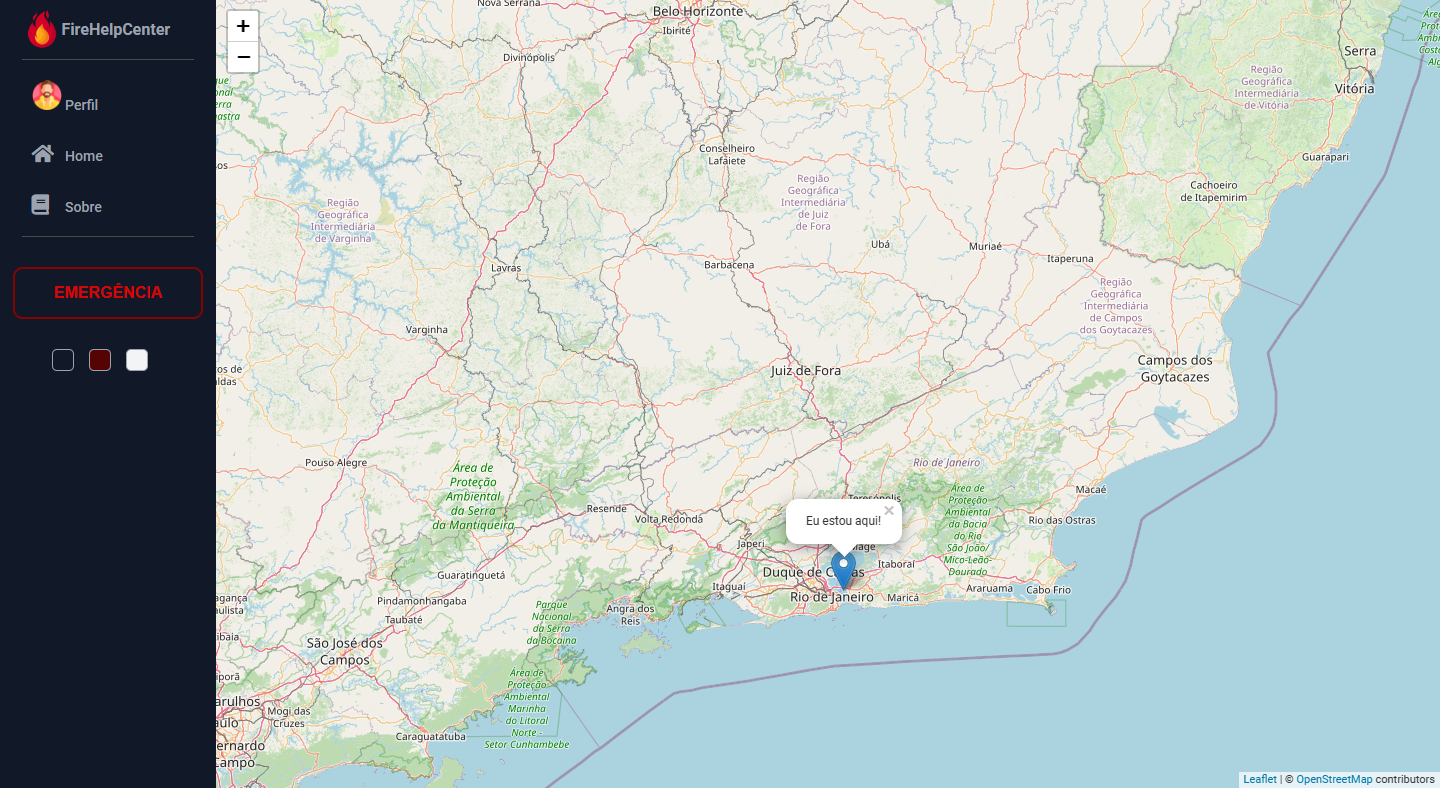 FireHelpCenter
Perfil
Home
Sobre
EMERGÊNCIA
+
−
Nova Serrana
Belo Horizonte
Ibirité
Divinópolis
Serra
Vitória
Região
Geográfica
Intermediária
de Vitória
Guarapari
Conselheiro
Lafaiete
Cachoeiro
de Itapemirim
Região
Geográfica
Intermediária
de Juiz
de Fora
Região
Geográfica
Intermediária
de Varginha
Ubá
Muriaé
Itaperuna
Barbacena
Lavras
Região
Geográfica
Intermediária
de Campos
dos Goytacazes
Varginha
Campos dos
Goytacazes
Juiz de Fora
Pouso Alegre
Área de
Proteção
Ambiental
da Serra
da Mantiqueira
Rio de Janeiro
Macaé
Teresópolis
Área de
Proteção
Ambiental
da Bacia
do Rio
São João/
Mico-Leão-
Dourado
Resende
Volta Redonda
Rio das Ostras
Eu estou aqui!
×
Japeri
Duque de
Itaboraí
Guaratinguetá
Itaguaí
Rio de Janeiro
Maricá
Araruama
Cabo Frio
Pindamonhangaba
Taubaté
Parque
Nacional
da Serra
da Bocaina
Angra dos
Reis
São José dos
Campos
Área de
Proteção
Ambiental
Marinha
do Litoral
Norte -
Setor Cunhambebe
Mogi das
Cruzes
Caraguatatuba
Leaflet | © OpenStreetMap contributors